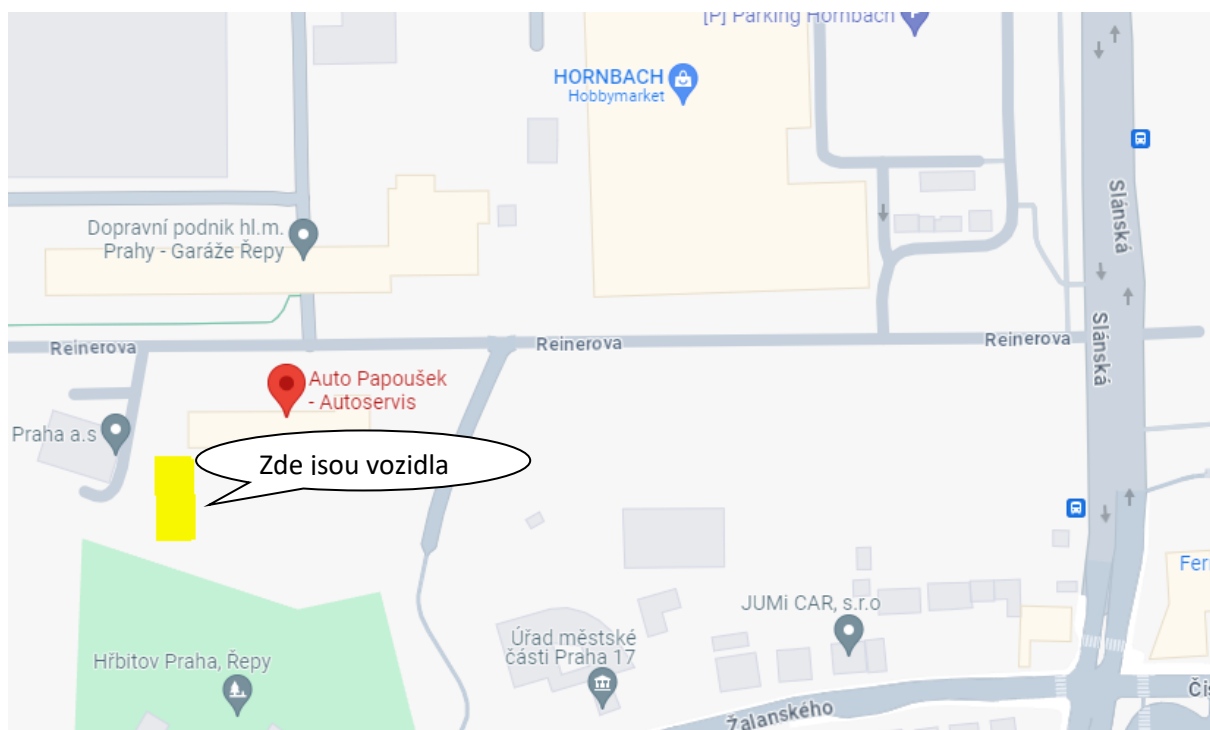 [P] Parking Hornbach
HORNBACH
Hobbymarket
Slánská
Dopravní podnik hl.m.
Prahy - Garáže Řepy
Slánská
Reinerova
Reinerova
Reinerova
Auto Papoušek
- Autoservis
Praha a.s
Zde jsou vozidla
Fer
JUMi CAR, s.r.o
Úřad městské
části Praha 17
Hřbitov Praha, Řepy
Žalanského
Čis